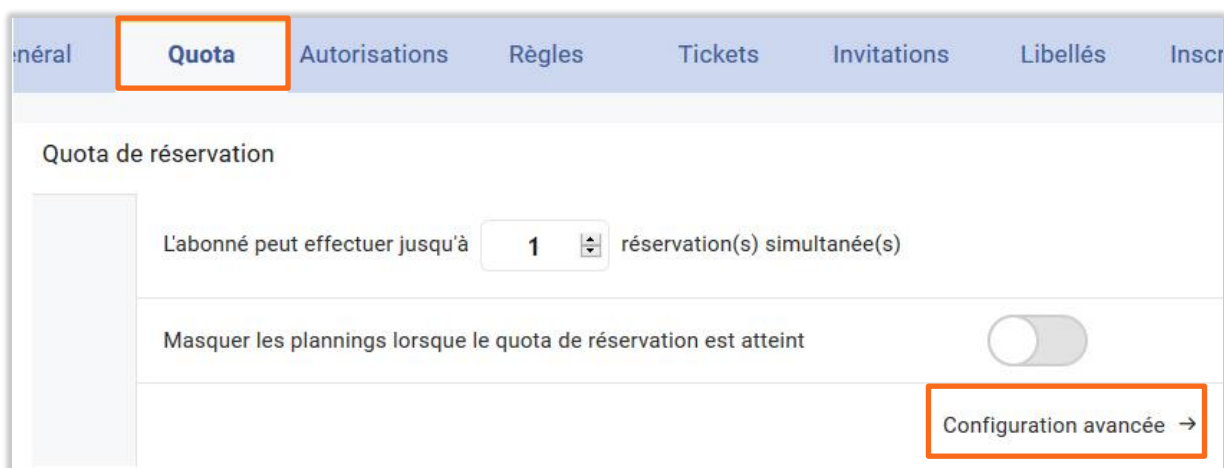 énéral Quota Autorisations Règles Tickets Invitations Libellés Inscr
Quota de réservation
L'abonné peut effectuer jusqu'à 1 réservation(s) simultanée(s)
Masquer les plannings lorsque le quota de réservation est atteint
Configuration avancée →